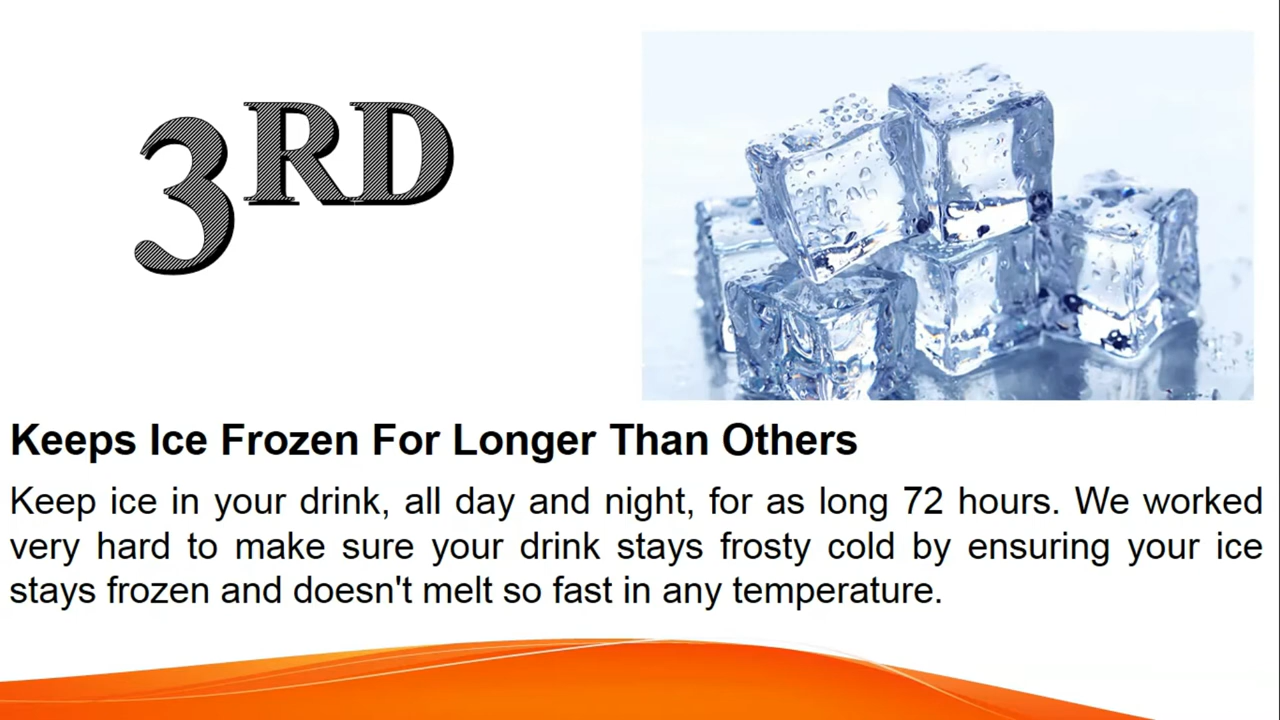 3RD
Keeps Ice Frozen For Longer Than Others
Keep ice in your drink, all day and night, for as long 72 hours. We worked
very hard to make sure your drink stays frosty cold by ensuring your ice
stays frozen and doesn't melt so fast in any temperature.